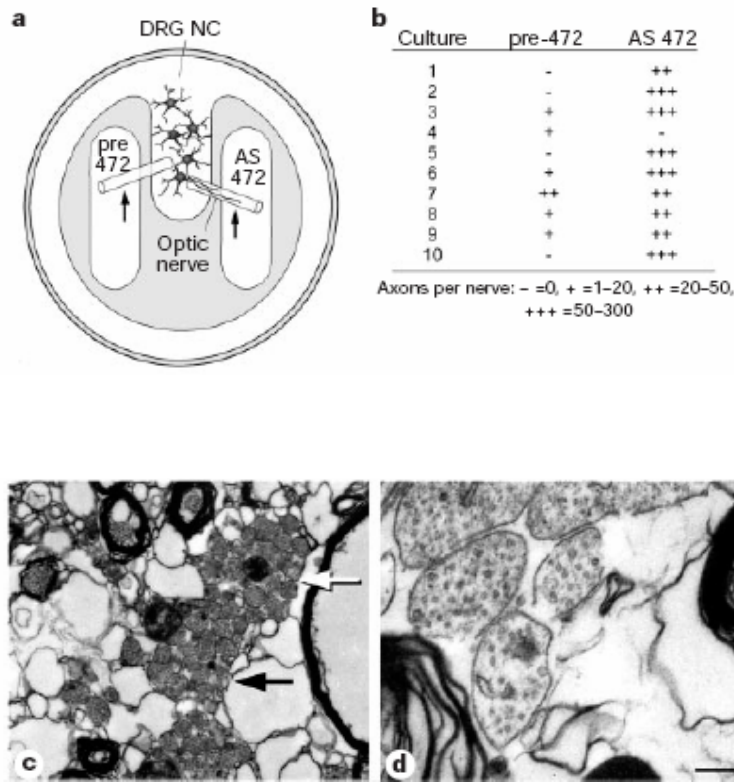 a
DRG NC
pre
472
AS
472
Optic
nerve
b
Culture pre-472 AS 472
1 - ++
2 - +++
3 + +++
4 + -
5 - +++
6 + +++
7 ++ ++
8 + ++
9 + ++
10 - +++
Axons per nerve: - =0, + =1–20, ++ =20–50,
+++ =50–300
c
d